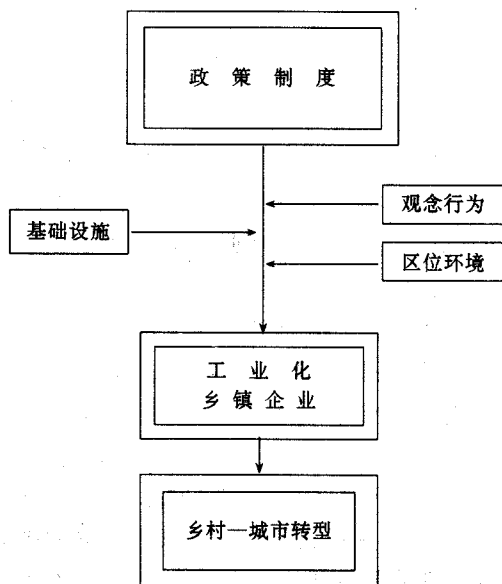 政策制度
观念行为
基础设施
区位环境
工业化
乡镇企业
乡村—城市转型